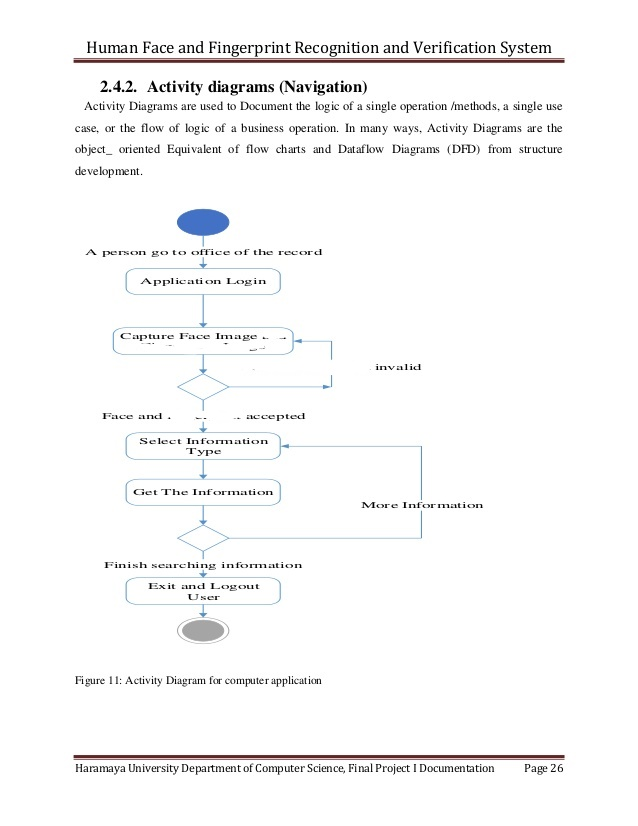 Human Face and Fingerprint Recognition and Verification System
2.4.2. Activity diagrams (Navigation)
Activity Diagrams are used to Document the logic of a single operation /methods, a single use
case, or the flow of logic of a business operation. In many ways, Activity Diagrams are the
object_ oriented Equivalent of flow charts and Dataflow Diagrams (DFD) from structure
development.
A person go to office of the record
Application Login
Capture Face Image
invalid
Face and
accepted
Select Information
Type
Get The Information
More Information
Finish searching information
Exit and Logout
User
Figure 11: Activity Diagram for computer application
Haramaya University Department of Computer Science, Final Project I Documentation Page 26